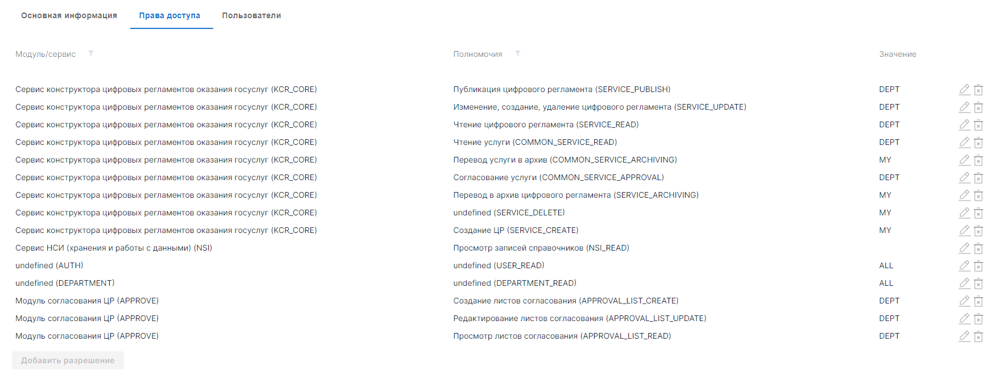 Основная информация Права доступа Пользователи
Модуль/сервис Полномочия Значение
Сервис конструктора цифровых регламентов оказания госуслуг (KCR_CORE) Публикация цифрового регламента (SERVICE_PUBLISH) DEPT
Сервис конструктора цифровых регламентов оказания госуслуг (KCR_CORE) Изменение, создание, удаление цифрового регламента (SERVICE_UPDATE) DEPT
Сервис конструктора цифровых регламентов оказания госуслуг (KCR_CORE) Чтение цифрового регламента (SERVICE_READ) DEPT
Сервис конструктора цифровых регламентов оказания госуслуг (KCR_CORE) Чтение услуги (COMMON_SERVICE_READ) DEPT
Сервис конструктора цифровых регламентов оказания госуслуг (KCR_CORE) Перевод услуги в архив (COMMON_SERVICE_ARCHIVING) MY
Сервис конструктора цифровых регламентов оказания госуслуг (KCR_CORE) Согласование услуги (COMMON_SERVICE_APPROVAL) DEPT
Сервис конструктора цифровых регламентов оказания госуслуг (KCR_CORE) Перевод в архив цифрового регламента (SERVICE_ARCHIVING) MY
Сервис конструктора цифровых регламентов оказания госуслуг (KCR_CORE) undefined (SERVICE_DELETE) MY
Сервис конструктора цифровых регламентов оказания госуслуг (KCR_CORE) Создание ЦР (SERVICE_CREATE) MY
Сервис НСИ (хранения и работы с данными) (NSI) Просмотр записей справочников (NSI_READ)
undefined (AUTH) undefined (USER_READ) ALL
undefined (DEPARTMENT) undefined (DEPARTMENT_READ) ALL
Модуль согласования ЦР (APPROVE) Создание листов согласования (APPROVAL_LIST_CREATE) DEPT
Модуль согласования ЦР (APPROVE) Редактирование листов согласования (APPROVAL_LIST_UPDATE) DEPT
Модуль согласования ЦР (APPROVE) Просмотр листов согласования (APPROVAL_LIST_READ) DEPT
Добавить разрешение